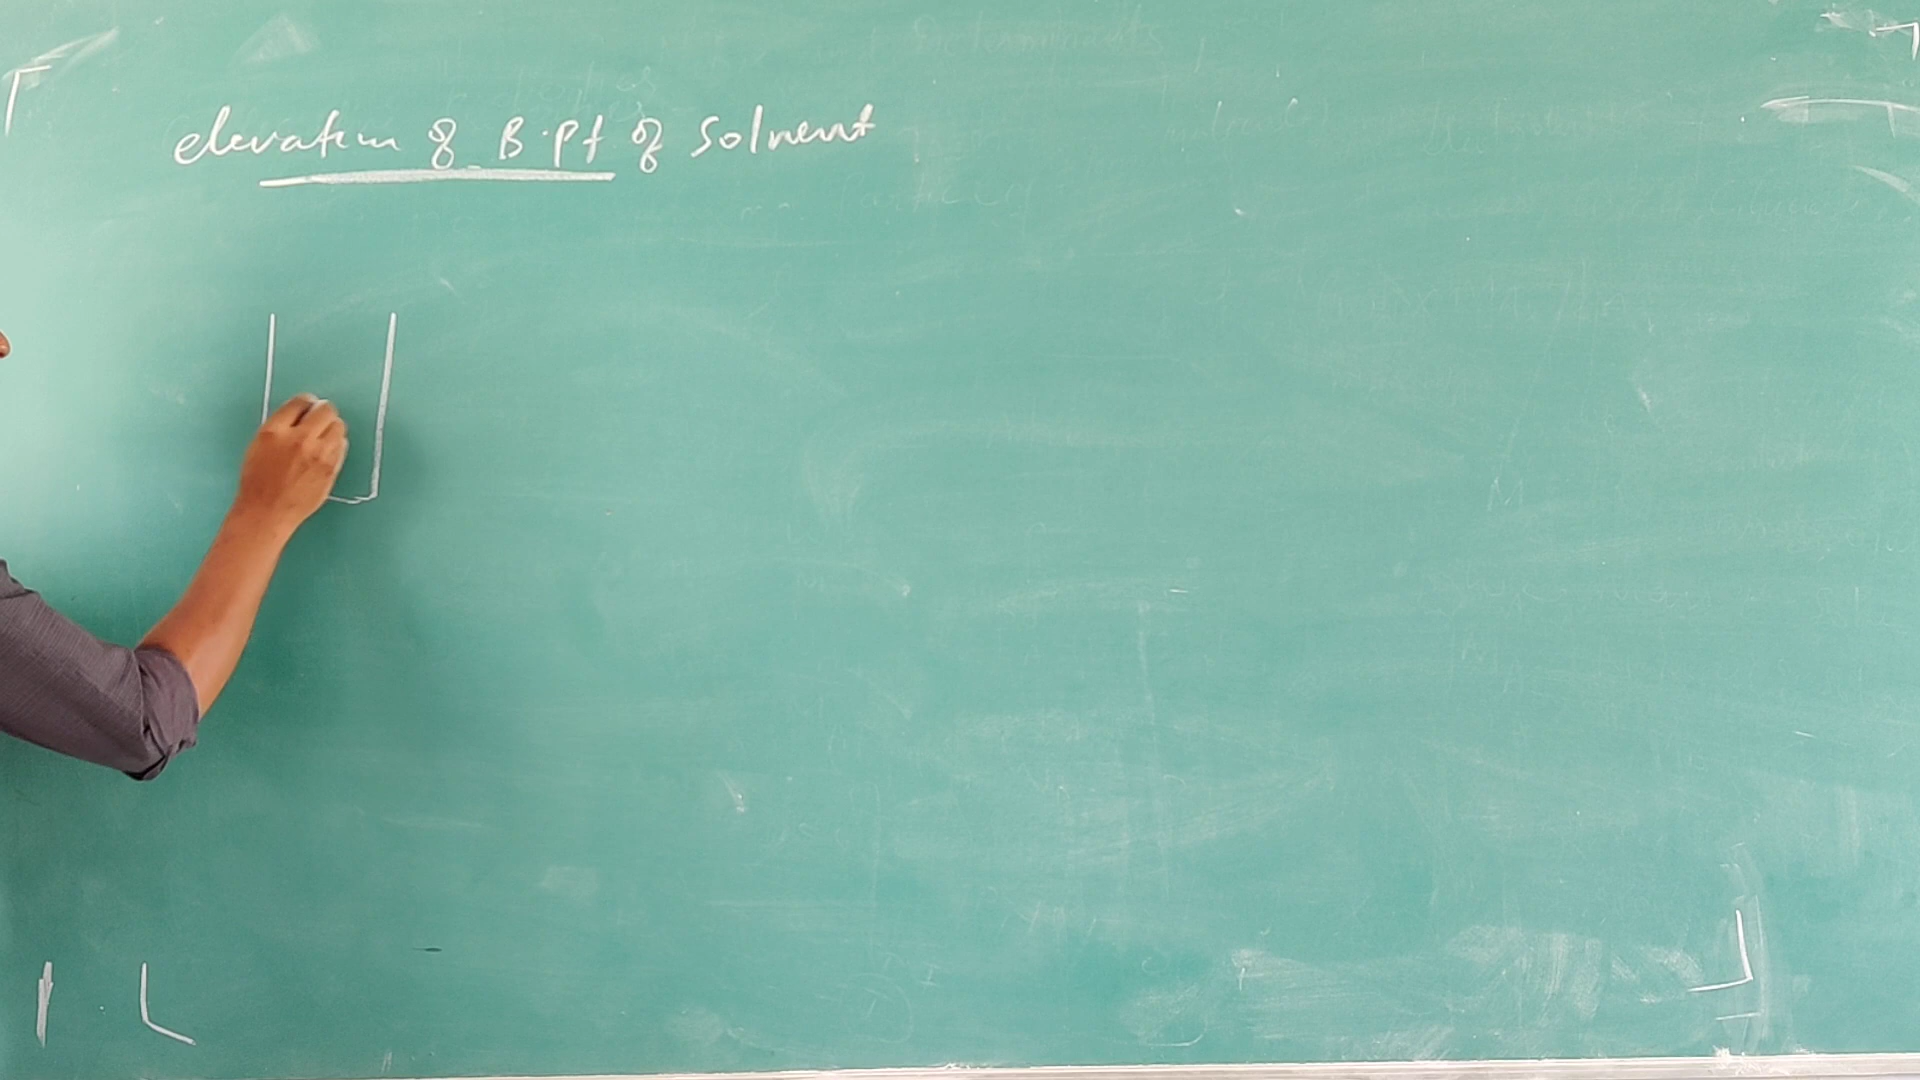 elevation of B.pt of Solvent